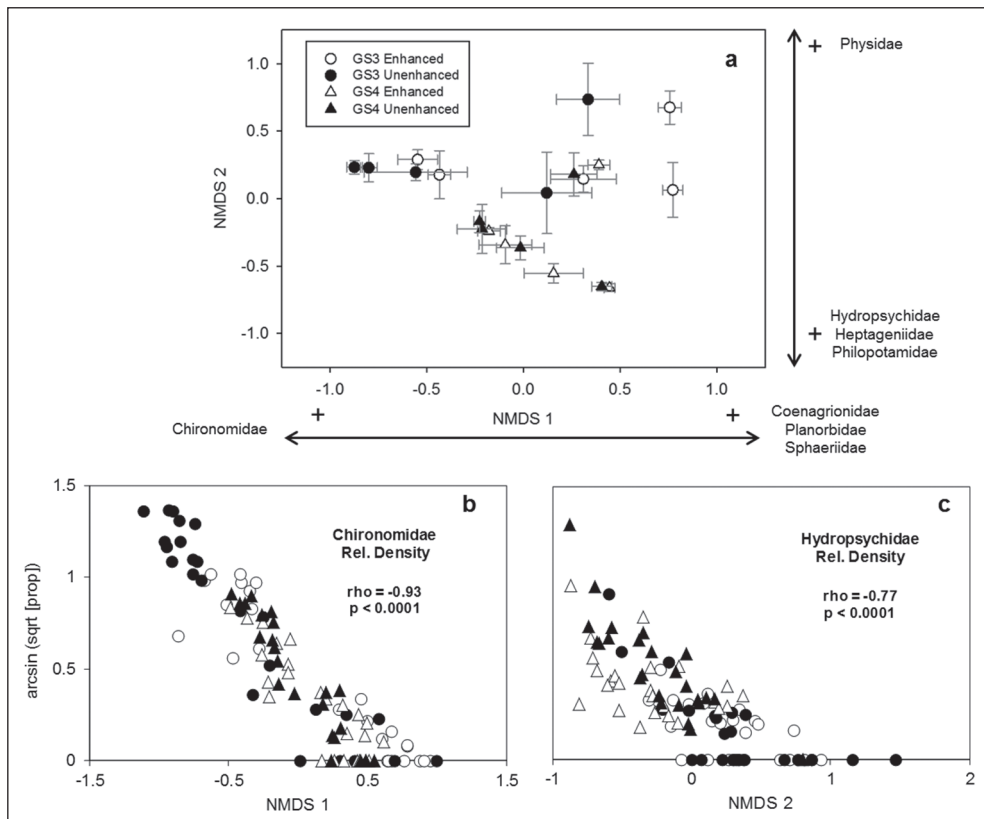 a
GS3 Enhanced
GS3 Unenhanced
GS4 Enhanced
GS4 Unenhanced
1.0
0.5
0.0
-0.5
-1.0
NMDS 2
-1.0
-0.5
0.0
0.5
1.0
NMDS 1
+ Physidae
Hydropsychidae
+ Heptageniidae
Philopotamidae
+
+
Chironomidae
Coenagrionidae
Planorbidae
Sphaeriidae
b
Chironomidae
Rel. Density
rho = -0.93
p < 0.0001
1.5
1
0.5
0
arcsin (sqrt [prop])
-1.5
-0.5
0.5
1.5
NMDS 1
c
Hydropsychidae
Rel. Density
rho = -0.77
p < 0.0001
-1
0
1
2
NMDS 2